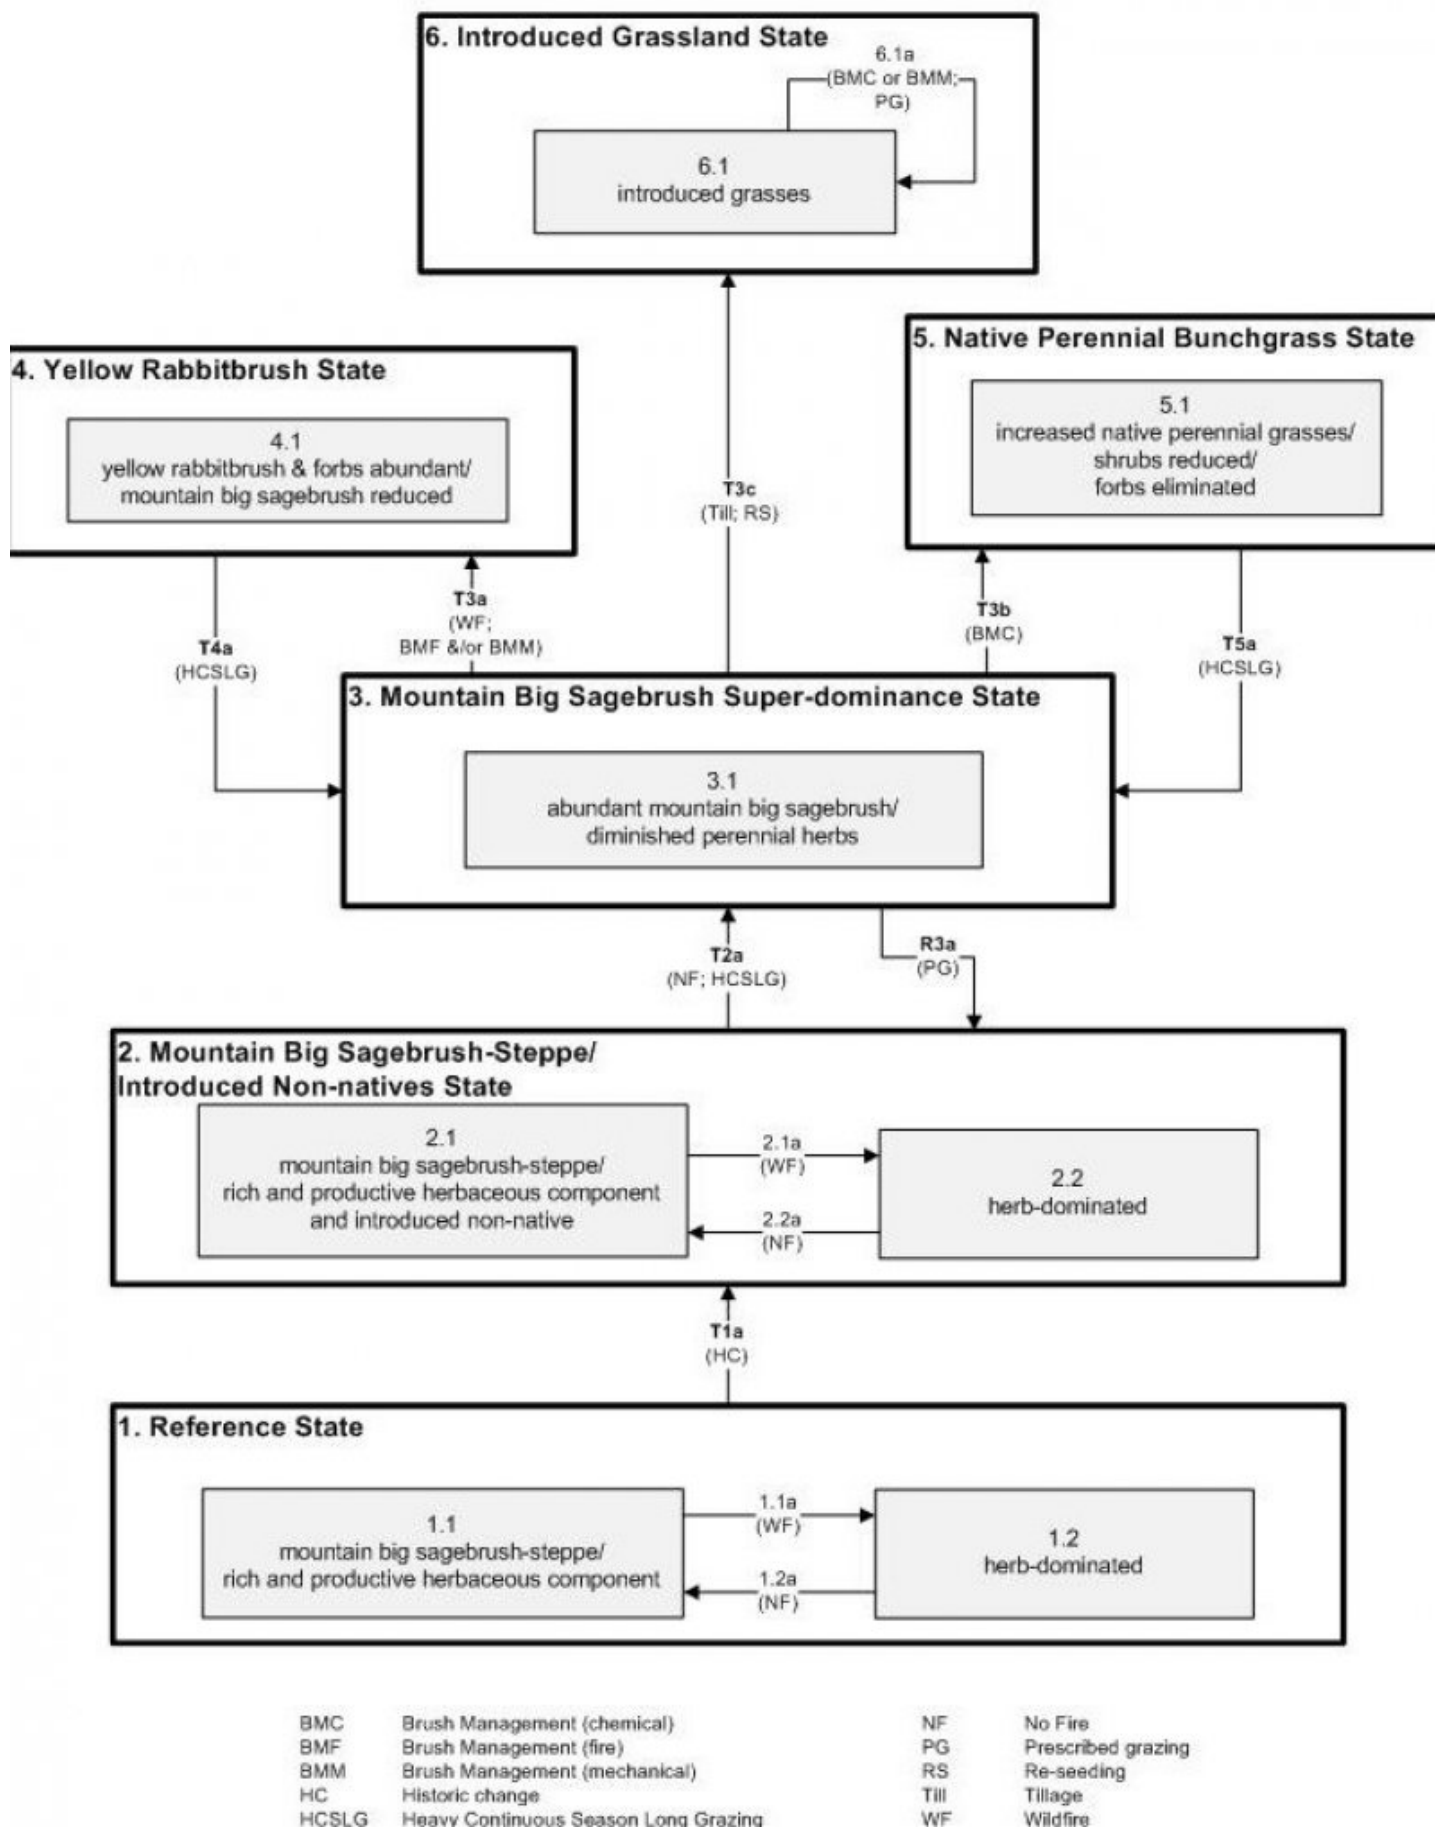 6. Introduced Grassland State
6.1a
(BMC or BMM;
PG)
6.1
introduced grasses
4. Yellow Rabbitbrush State
4.1
yellow rabbitbrush & forbs abundant/
mountain big sagebrush reduced
5. Native Perennial Bunchgrass State
5.1
increased native perennial grasses/
shrubs reduced/
forbs eliminated
T3c
(Till; RS)
T4a
(HCSLG)
T3a
(WF;
BMF &/or BMM)
T3b
(BMC)
T5a
(HCSLG)
3. Mountain Big Sagebrush Super-dominance State
3.1
abundant mountain big sagebrush/
diminished perennial herbs
T2a
(NF; HCSLG)
R3a
(PG)
2. Mountain Big Sagebrush-Steppe/
Introduced Non-natives State
2.1
mountain big sagebrush-steppe/
rich and productive herbaceous component
and introduced non-native
2.1a
(WF)
2.2a
(NF)
2.2
herb-dominated
T1a
(HC)
1. Reference State
1.1
mountain big sagebrush-steppe/
rich and productive herbaceous component
1.1a
(WF)
1.2a
(NF)
1.2
herb-dominated
BMC Brush Management (chemical)
BMF Brush Management (fire)
BMM Brush Management (mechanical)
HC Historic change
HCSLG Heavy Continuous Season Long Grazing
NF No Fire
PG Prescribed grazing
RS Re-seeding
Till Tillage
WF Wildfire